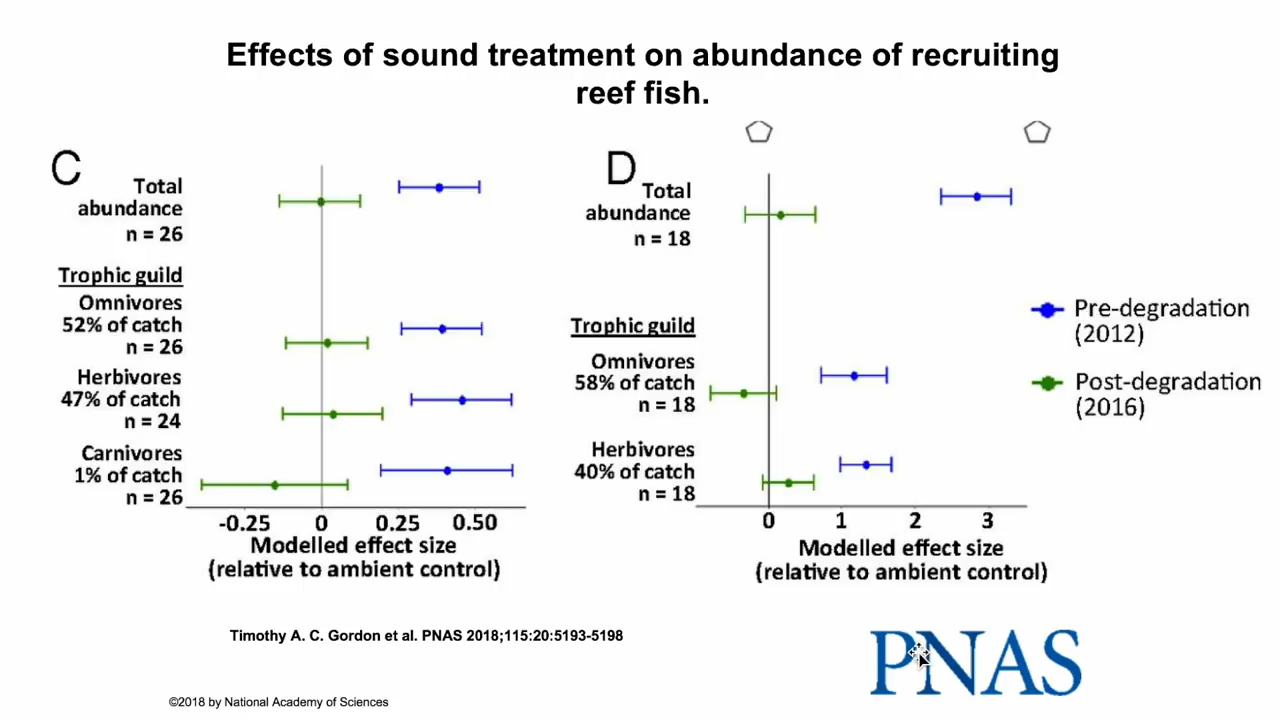 Effects of sound treatment on abundance of recruiting
reef fish.
C
Total
abundance
n = 26
Trophic guild
Omnivores
52% of catch
n = 26
Herbivores
47% of catch
n = 24
Carnivores
1% of catch
n = 26
-0.25 0 0.25 0.50
Modelled effect size
(relative to ambient control)
D
Total
abundance
n = 18
Trophic guild
Omnivores
58% of catch
n = 18
Herbivores
40% of catch
n = 18
0 1 2 3
Modelled effect size
(relative to ambient control)
Pre-degradation
(2012)
Post-degradation
(2016)
Timothy A. C. Gordon et al. PNAS 2018;115:20:5193-5198
PNAS
©2018 by National Academy of Sciences